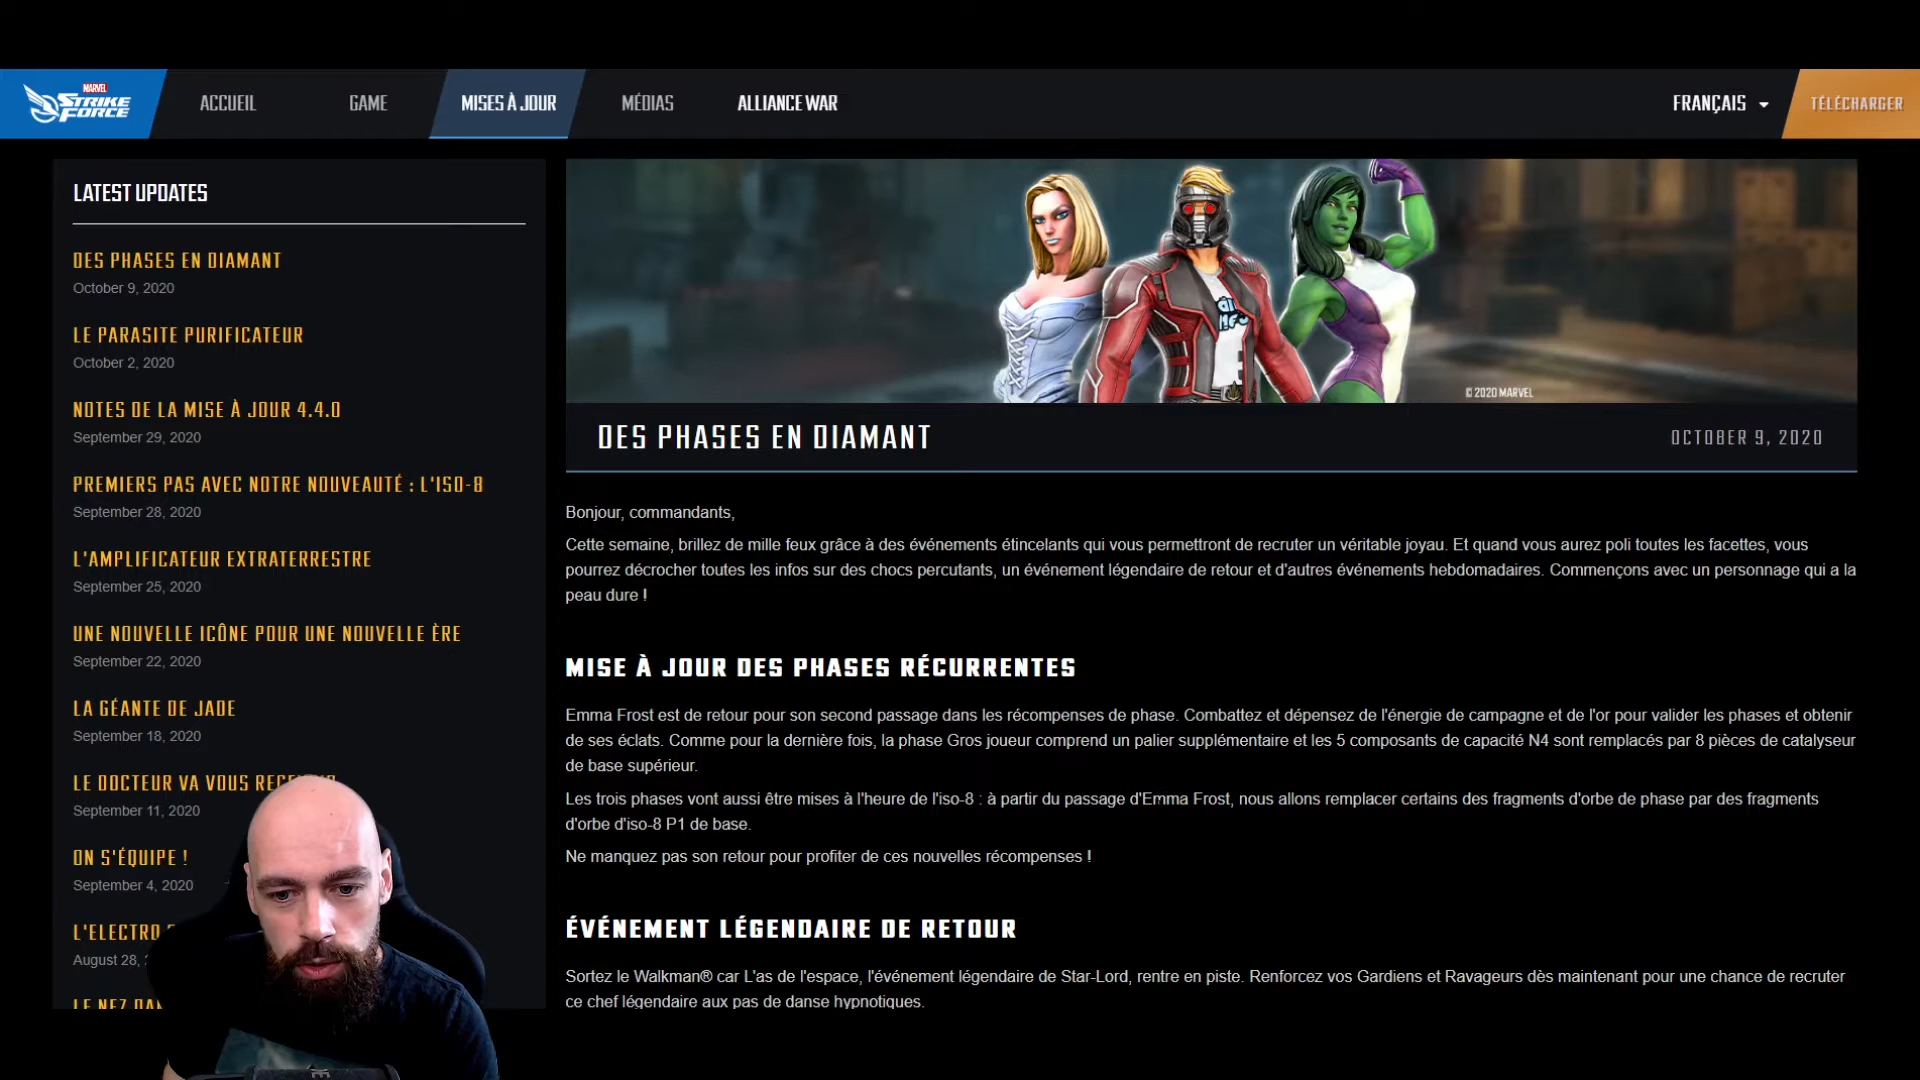 MARVEL
STRIKE
FORCE
ACCUEIL
GAME
MISES À JOUR
MÉDIAS
ALLIANCE WAR
FRANÇAIS
TÉLÉCHARGER
LATEST UPDATES
DES PHASES EN DIAMANT
October 9, 2020
LE PARASITE PURIFICATEUR
October 2, 2020
NOTES DE LA MISE À JOUR 4.4.0
September 29, 2020
PREMIERS PAS AVEC NOTRE NOUVEAUTÉ : L'ISO-8
September 28, 2020
L'AMPLIFICATEUR EXTRATERRESTRE
September 25, 2020
UNE NOUVELLE ICÔNE POUR UNE NOUVELLE ÈRE
September 22, 2020
LA GÉANTE DE JADE
September 18, 2020
LE DOCTEUR VA VOUS
September 11, 2020
ON S'ÉQUIPE !
September 4, 2020
L'ELECTRO
August 28,
LE NEZ
© 2020 MARVEL
DES PHASES EN DIAMANT
OCTOBER 9, 2020
Bonjour, commandants,
Cette semaine, brillez de mille feux grâce à des événements étincelants qui vous permettront de recruter un véritable joyau. Et quand vous aurez poli toutes les facettes, vous
pourrez décrocher toutes les infos sur des chocs percutants, un événement légendaire de retour et d'autres événements hebdomadaires. Commençons avec un personnage qui a la
peau dure !
MISE À JOUR DES PHASES RÉCURRENTES
Emma Frost est de retour pour son second passage dans les récompenses de phase. Combattez et dépensez de l'énergie de campagne et de l'or pour valider les phases et obtenir
de ses éclats. Comme pour la dernière fois, la phase Gros joueur comprend un palier supplémentaire et les 5 composants de capacité N4 sont remplacés par 8 pièces de catalyseur
de base supérieur.
Les trois phases vont aussi être mises à l'heure de l'iso-8 : à partir du passage d'Emma Frost, nous allons remplacer certains des fragments d'orbe de phase par des fragments
d'orbe d'iso-8 P1 de base.
Ne manquez pas son retour pour profiter de ces nouvelles récompenses !
ÉVÉNEMENT LÉGENDAIRE DE RETOUR
Sortez le Walkman® car L'as de l'espace, l'événement légendaire de Star-Lord, rentre en piste. Renforcez vos Gardiens et Ravageurs dès maintenant pour une chance de recruter
ce chef légendaire aux pas de danse hypnotiques.